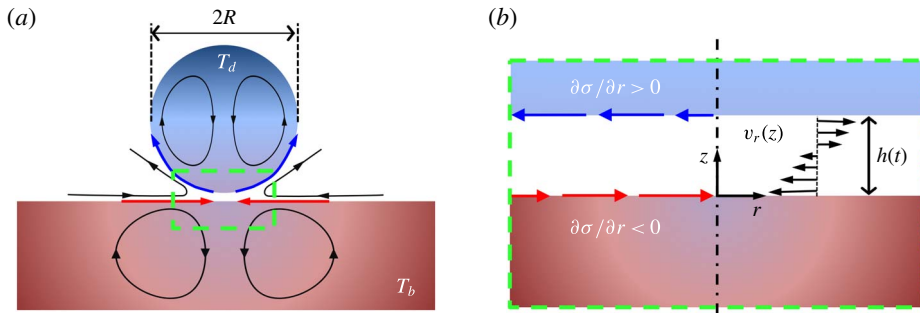 (a)
2R
T_d
T_b
(b)
∂σ/∂r > 0
v_r(z)
z
h(t)
r
∂σ/∂r < 0